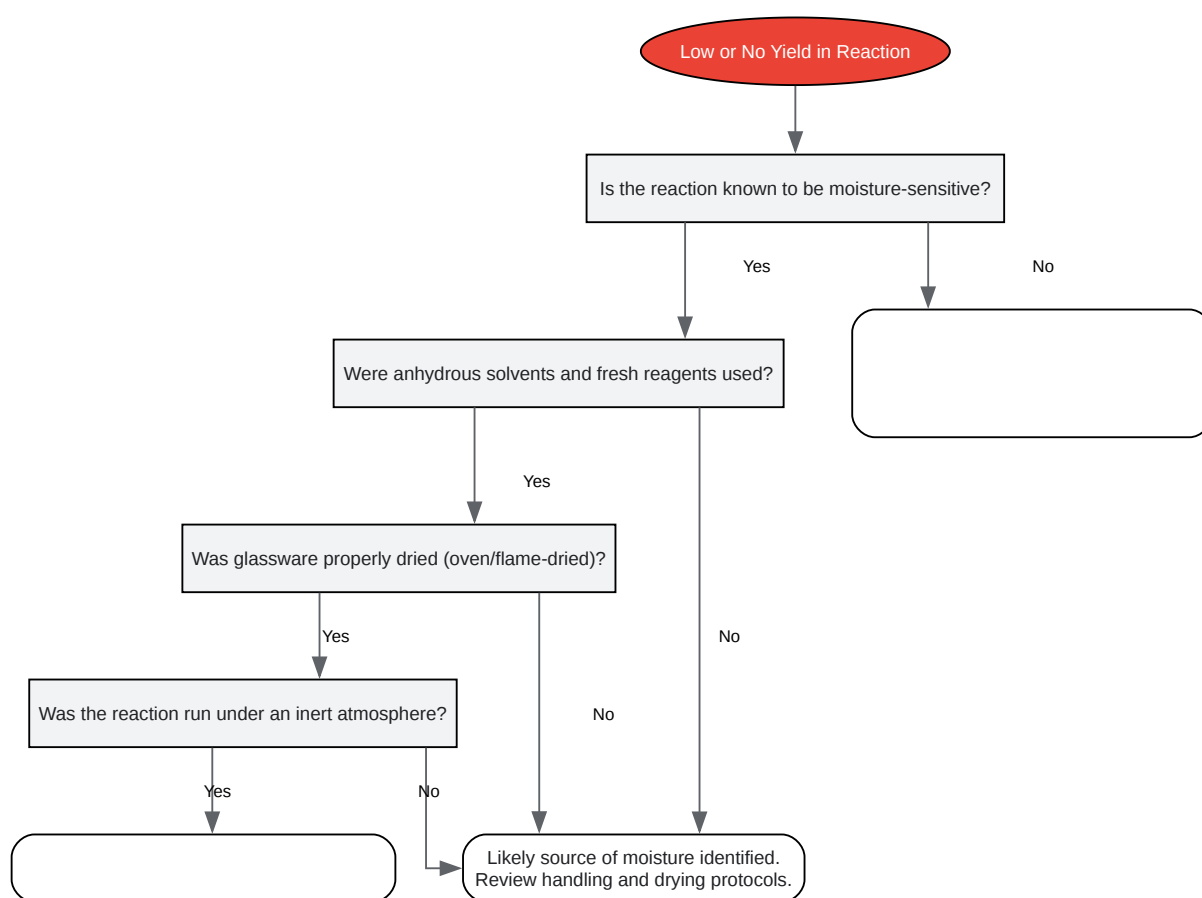 Low or No Yield in Reaction
Is the reaction known to be moisture-sensitive?
Yes
No
Were anhydrous solvents and fresh reagents used?
Yes
Was glassware properly dried (oven/flame-dried)?
Yes
No
Was the reaction run under an inert atmosphere?
No
Yes
No
Likely source of moisture identified.
Review handling and drying protocols.